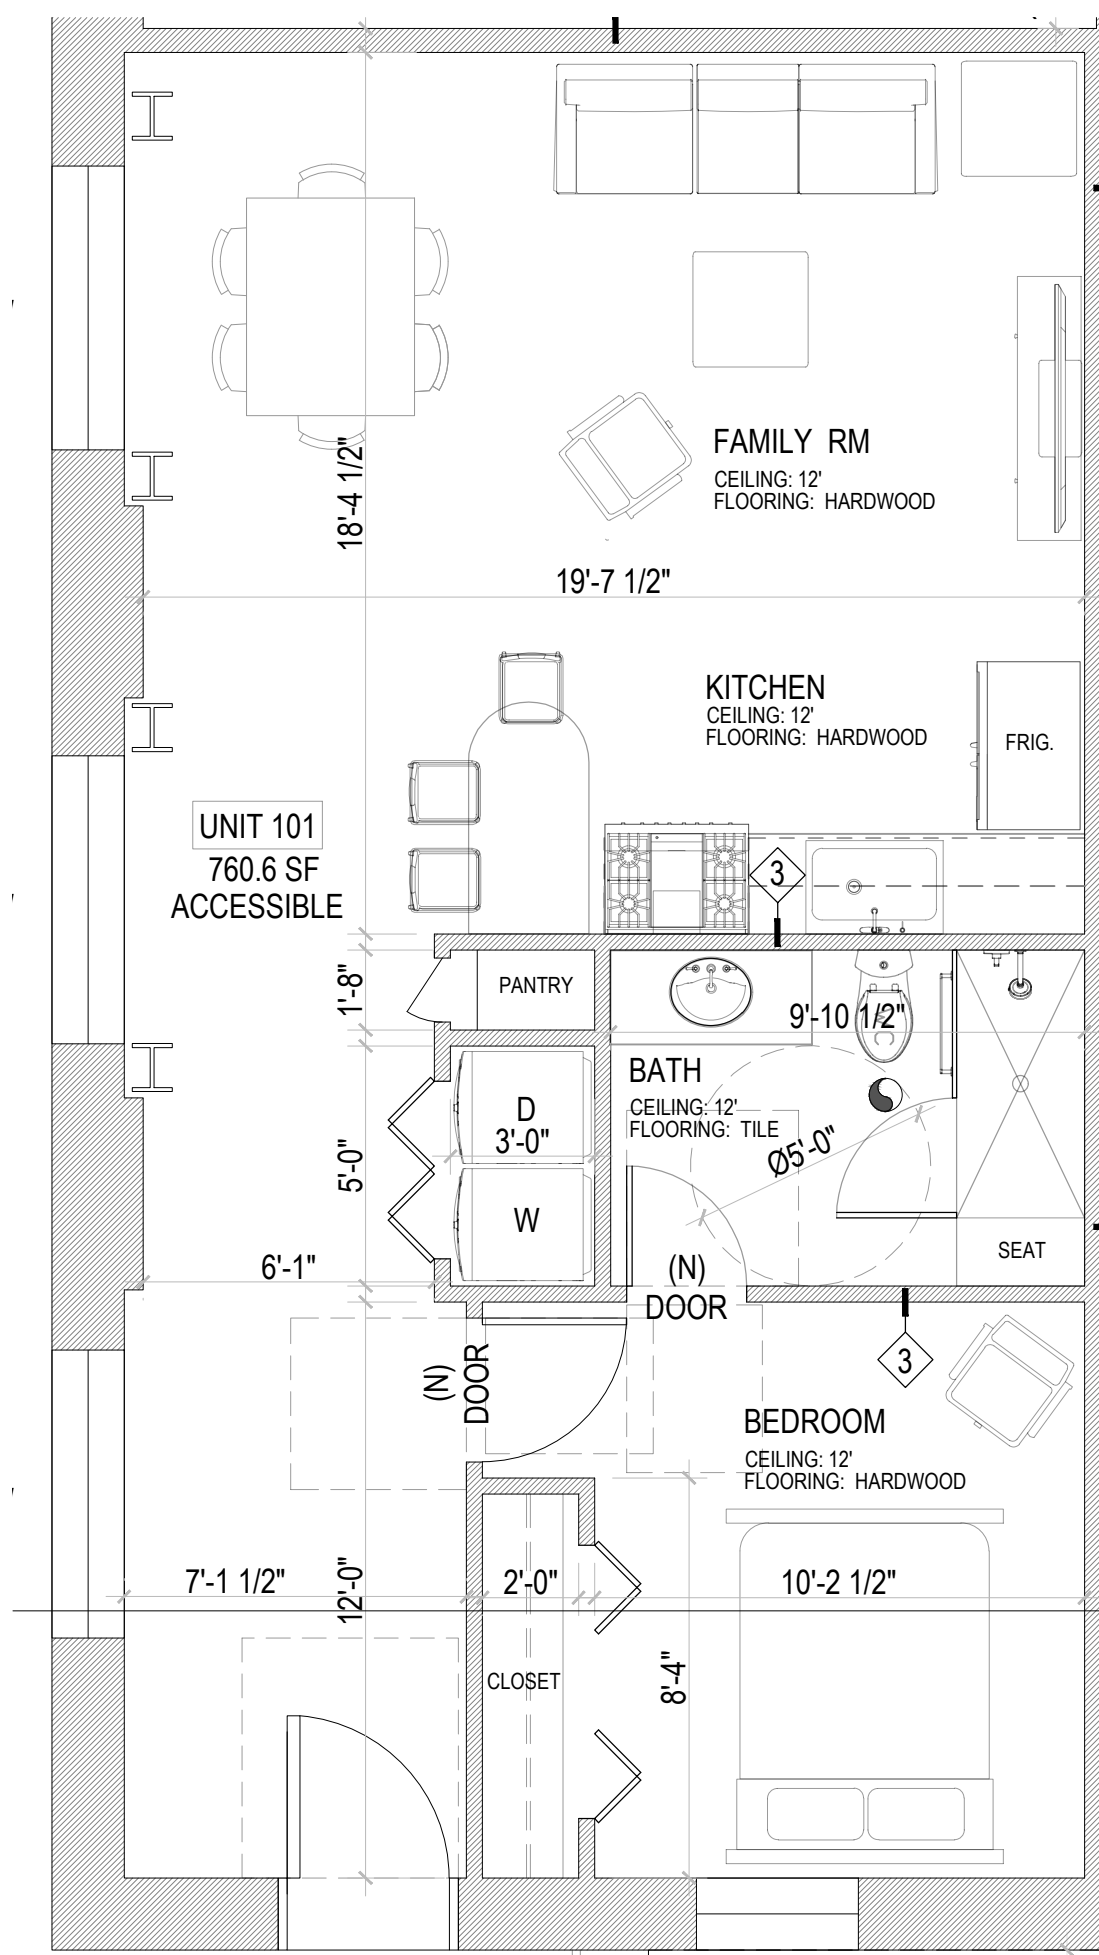 18'-4 1/2"
FAMILY RM
CEILING: 12'
FLOORING: HARDWOOD
19'-7 1/2"
KITCHEN
CEILING: 12'
FLOORING: HARDWOOD
FRIG.
UNIT 101
760.6 SF
ACCESSIBLE
3
1'-8"
PANTRY
9'-10 1/2"
WC
BATH
CEILING: 12'
FLOORING: TILE
Ø5'-0"
D
3'-0"
5'-0"
W
SEAT
6'-1"
(N)
DOOR
(N)
DOOR
3
BEDROOM
CEILING: 12'
FLOORING: HARDWOOD
7'-1 1/2"
12'-0"
2'-0"
10'-2 1/2"
CLOSET
8'-4"